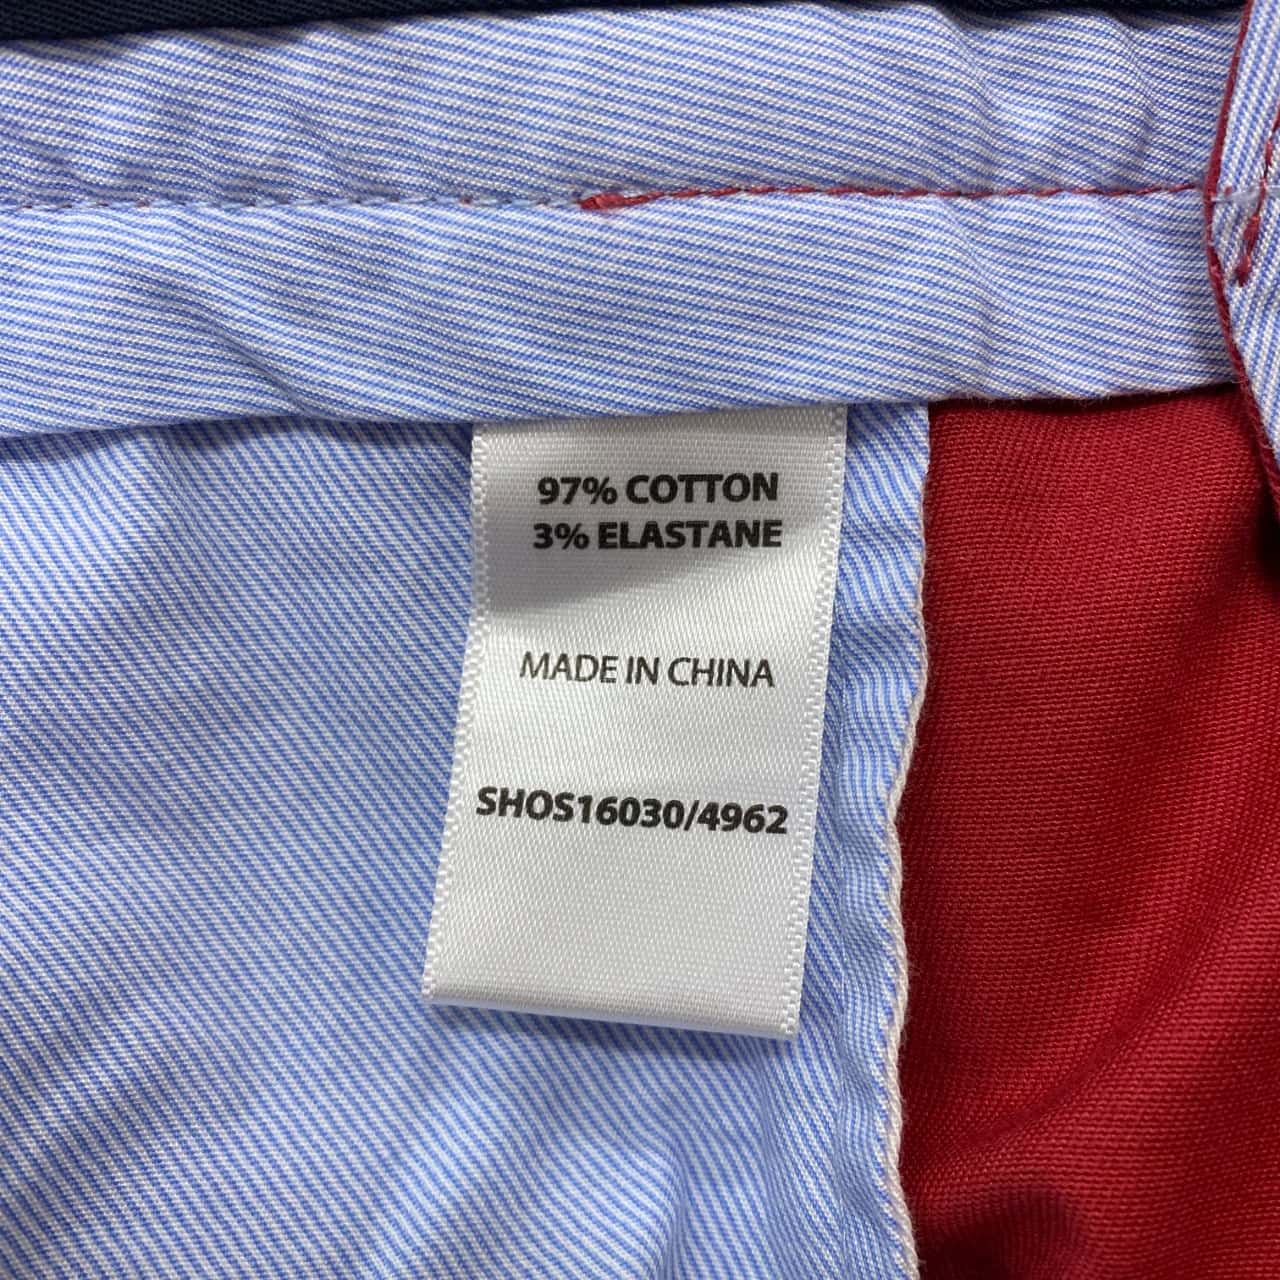 97% COTTON
3% ELASTANE
MADE IN CHINA
SHOS16030/4962